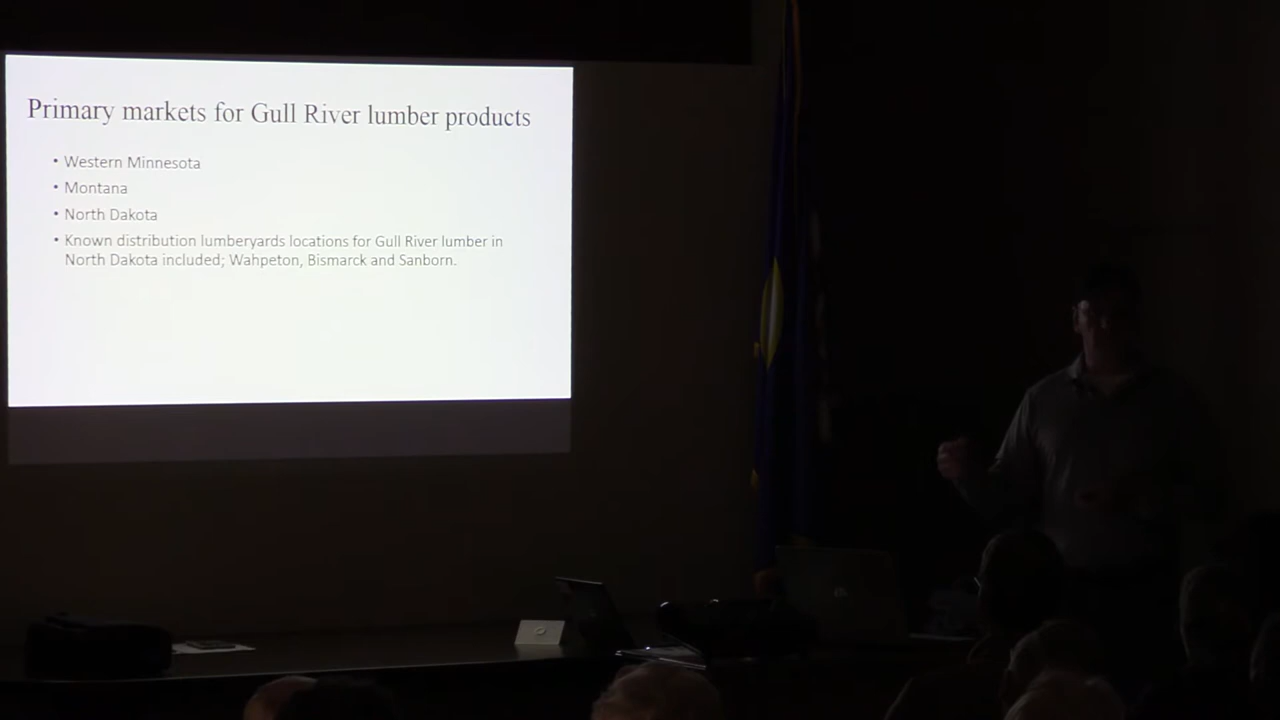 Primary markets for Gull River lumber products
• Western Minnesota
• Montana
• North Dakota
• Known distribution lumberyards locations for Gull River lumber in
North Dakota included; Wahpeton, Bismarck and Sanborn.